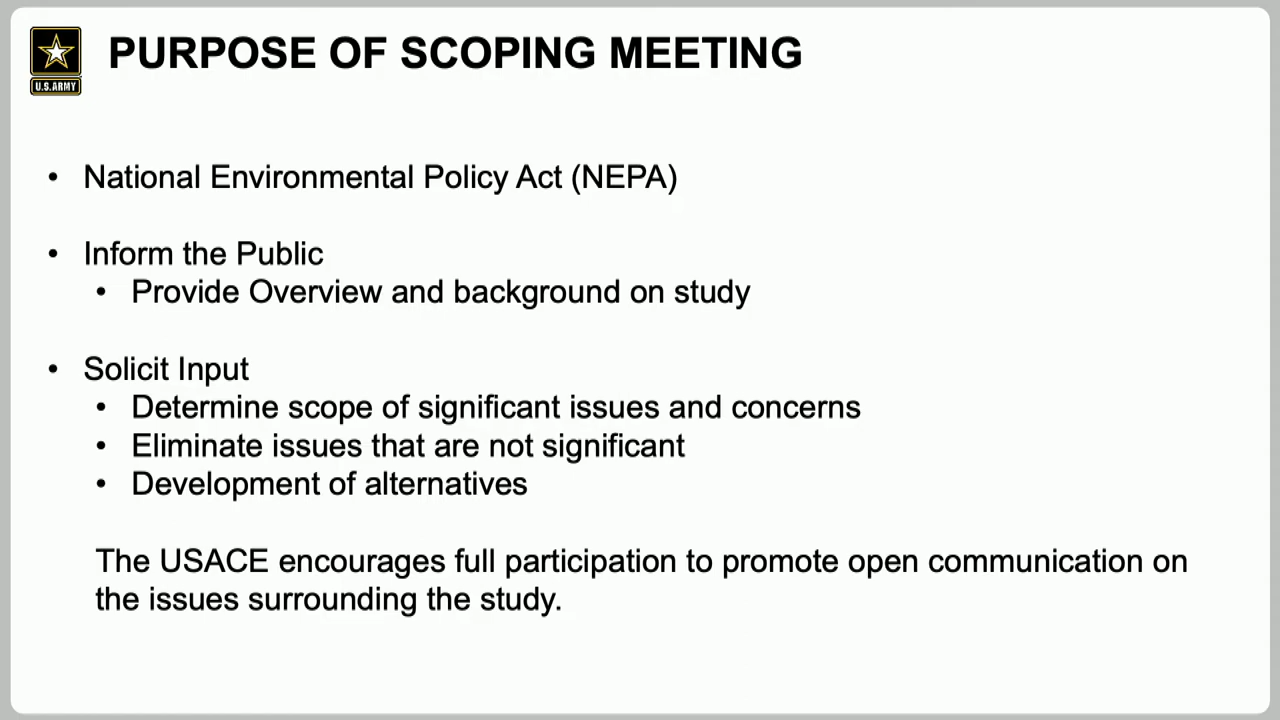 U.S.ARMY
PURPOSE OF SCOPING MEETING
• National Environmental Policy Act (NEPA)
• Inform the Public
• Provide Overview and background on study
• Solicit Input
• Determine scope of significant issues and concerns
• Eliminate issues that are not significant
• Development of alternatives
The USACE encourages full participation to promote open communication on
the issues surrounding the study.